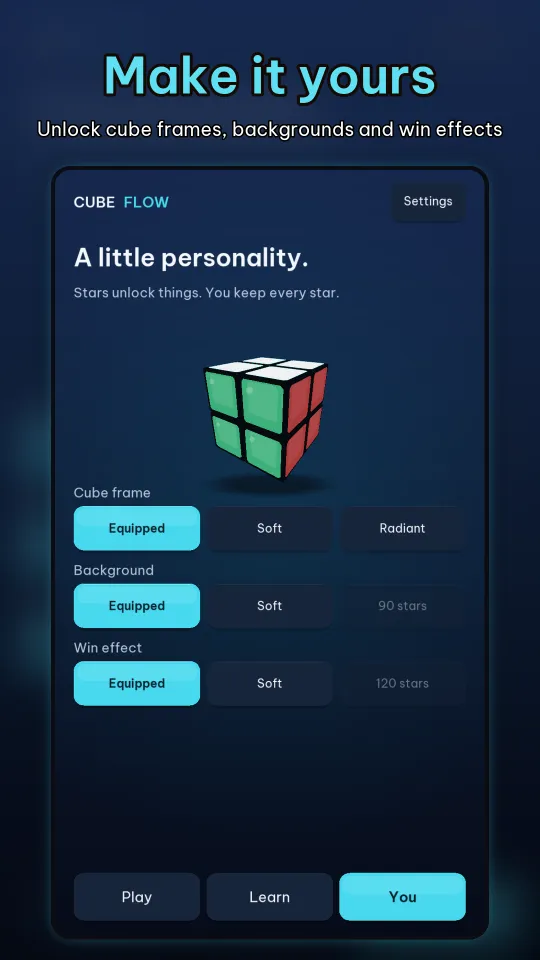 Make it yours
Unlock cube frames, backgrounds and win effects
CUBE FLOW
Settings
A little personality.
Stars unlock things. You keep every star.
Cube frame
Equipped
Soft
Radiant
Background
Equipped
Soft
90 stars
Win effect
Equipped
Soft
120 stars
Play
Learn
You